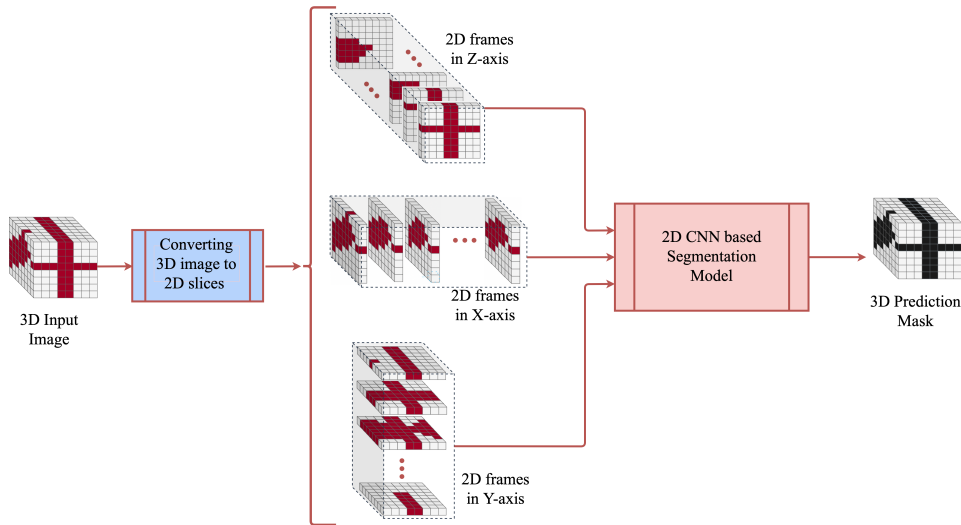 3D Input
Image
Converting
3D image to
2D slices
2D frames
in Z-axis
2D frames
in X-axis
2D frames
in Y-axis
2D CNN based
Segmentation
Model
3D Prediction
Mask